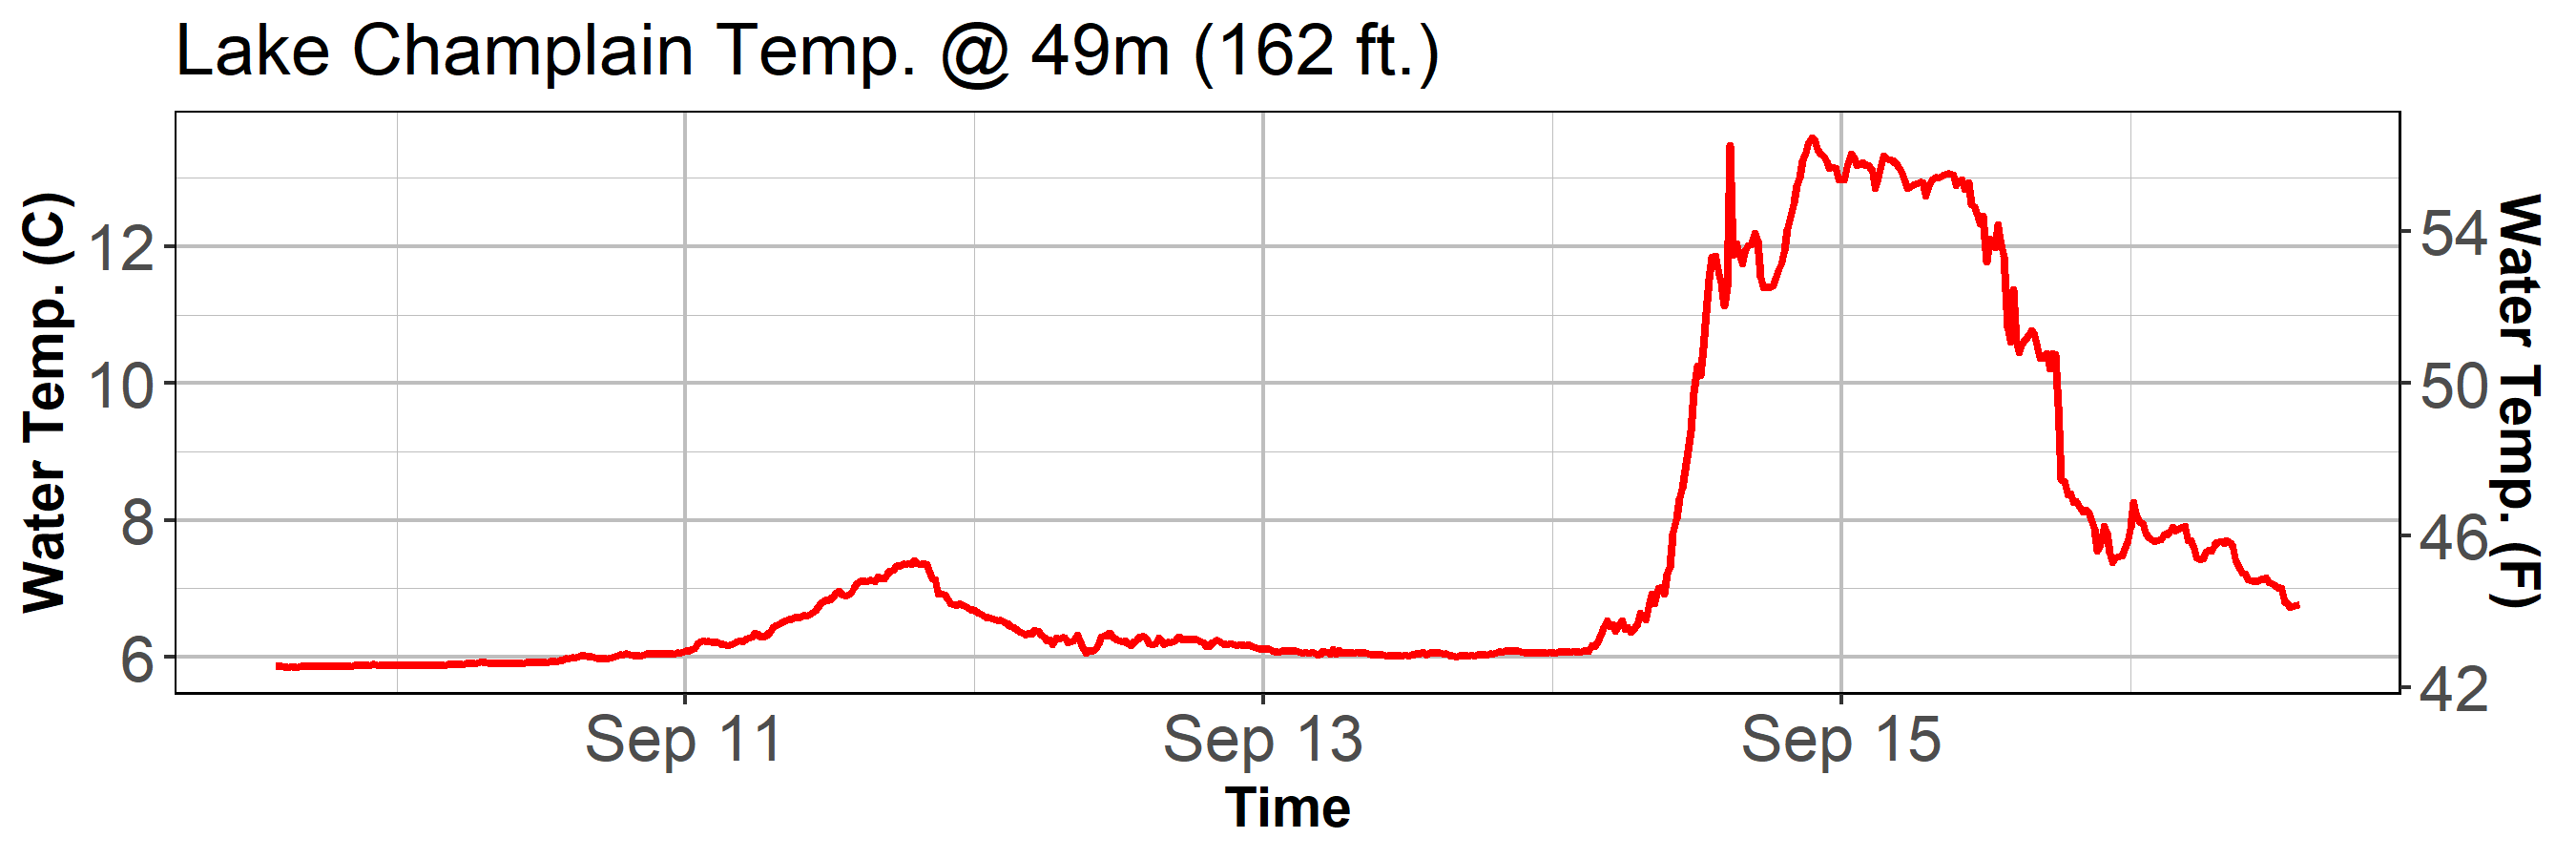 Lake Champlain Temp. @ 49m (162 ft.)
Water Temp. (C)
12
10
8
6
54
50
46
42
Water Temp. (F)
Sep 11
Sep 13
Sep 15
Time